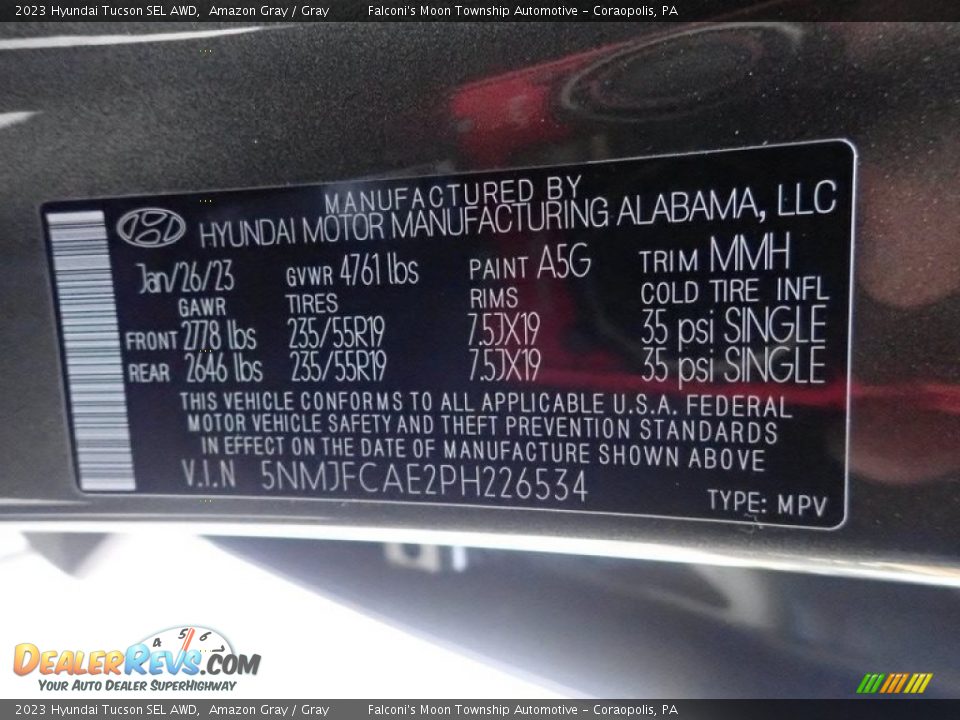 2023 Hyundai Tucson SEL AWD, Amazon Gray / Gray Falconi's Moon Township Automotive - Coraopolis, PA
MANUFACTURED BY
HYUNDAI MOTOR MANUFACTURING ALABAMA, LLC
Jan/26/23 GVWR 4761 lbs PAINT A5G TRIM MMH
GAWR TIRES RIMS COLD TIRE INFL
FRONT 2778 lbs 235/55R19 7.5JX19 35 psi SINGLE
REAR 2646 lbs 235/55R19 7.5JX19 35 psi SINGLE
THIS VEHICLE CONFORMS TO ALL APPLICABLE U.S.A. FEDERAL
MOTOR VEHICLE SAFETY AND THEFT PREVENTION STANDARDS
IN EFFECT ON THE DATE OF MANUFACTURE SHOWN ABOVE
V.I.N 5NMJFCAE2PH226534
TYPE: MPV
4 5 6
DEALERREVS.COM
YOUR AUTO DEALER SUPERHIGHWAY
2023 Hyundai Tucson SEL AWD, Amazon Gray / Gray Falconi's Moon Township Automotive - Coraopolis, PA